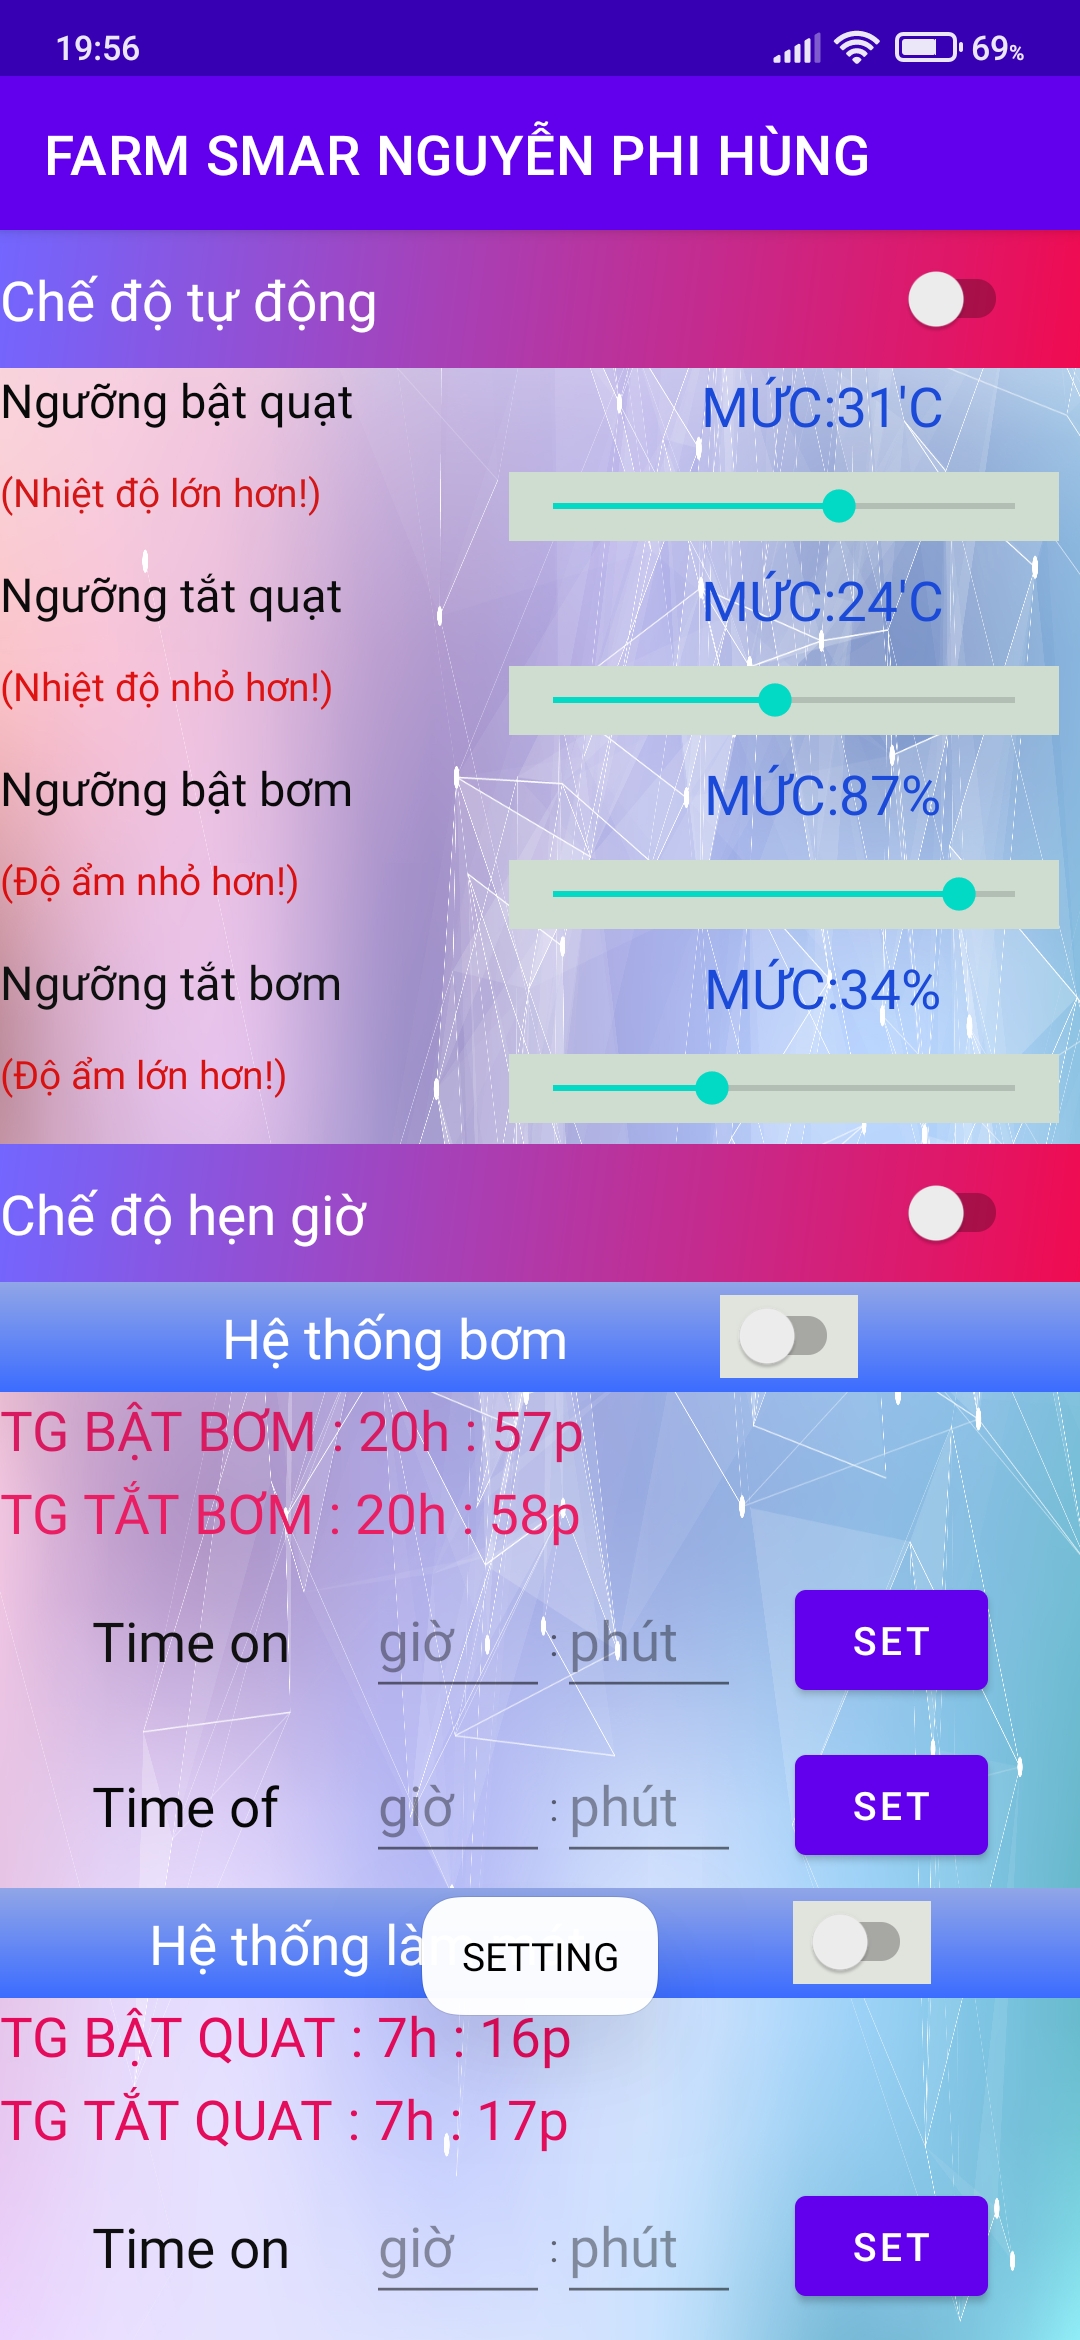 19:56
69%
FARM SMAR NGUYỄN PHI HÙNG
Chế độ tự động
Ngưỡng bật quạt
MỨC:31'C
(Nhiệt độ lớn hơn!)
Ngưỡng tắt quạt
MỨC:24'C
(Nhiệt độ nhỏ hơn!)
Ngưỡng bật bơm
MỨC:87%
(Độ ẩm nhỏ hơn!)
Ngưỡng tắt bơm
MỨC:34%
(Độ ẩm lớn hơn!)
Chế độ hẹn giờ
Hệ thống bơm
TG BẬT BƠM : 20h : 57p
TG TẮT BƠM : 20h : 58p
Time on giờ : phút SET
Time of giờ : phút SET
Hệ thống
SETTING
TG BẬT QUAT : 7h : 16p
TG TẮT QUAT : 7h : 17p
Time on giờ : phút SET